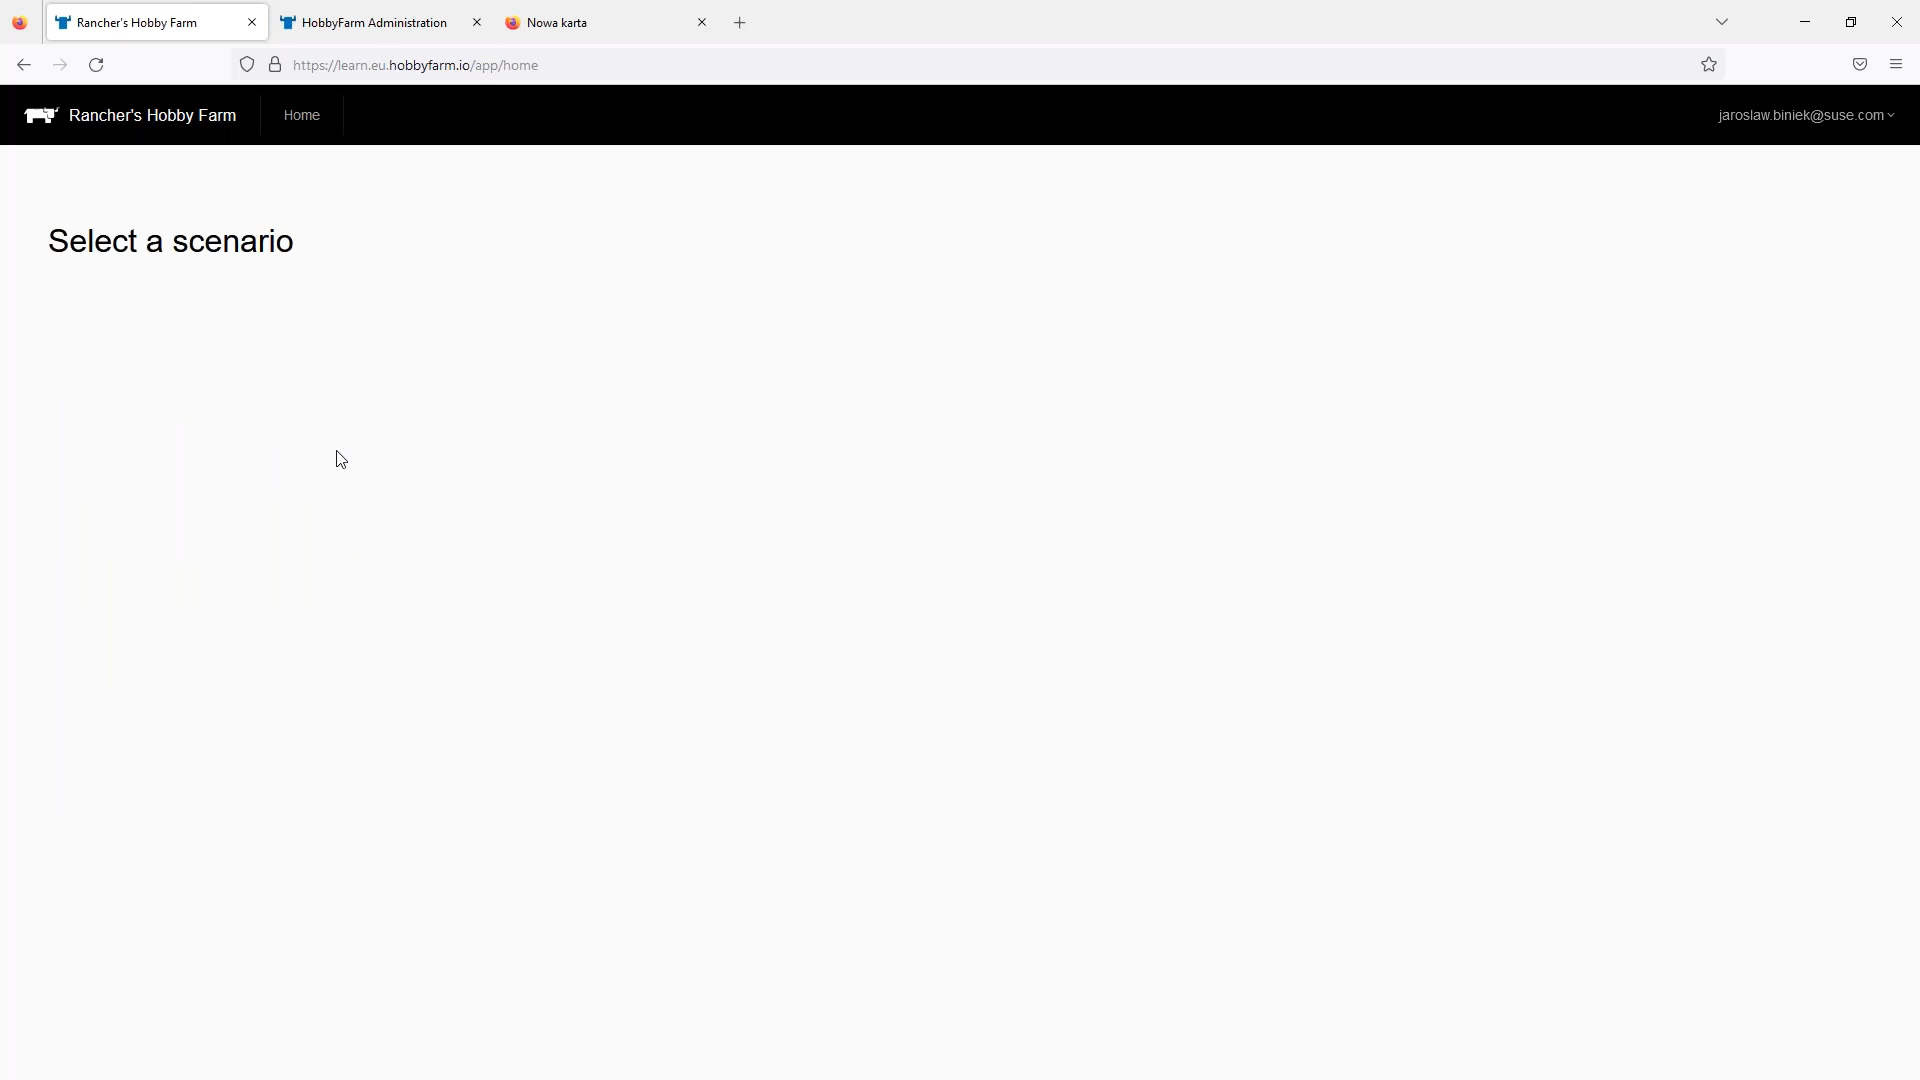 Rancher's Hobby Farm
HobbyFarm Administration
Nowa karta
https://learn.eu.hobbyfarm.io/app/home
Rancher's Hobby Farm
Home
jaroslaw.biniek@suse.com
Select a scenario